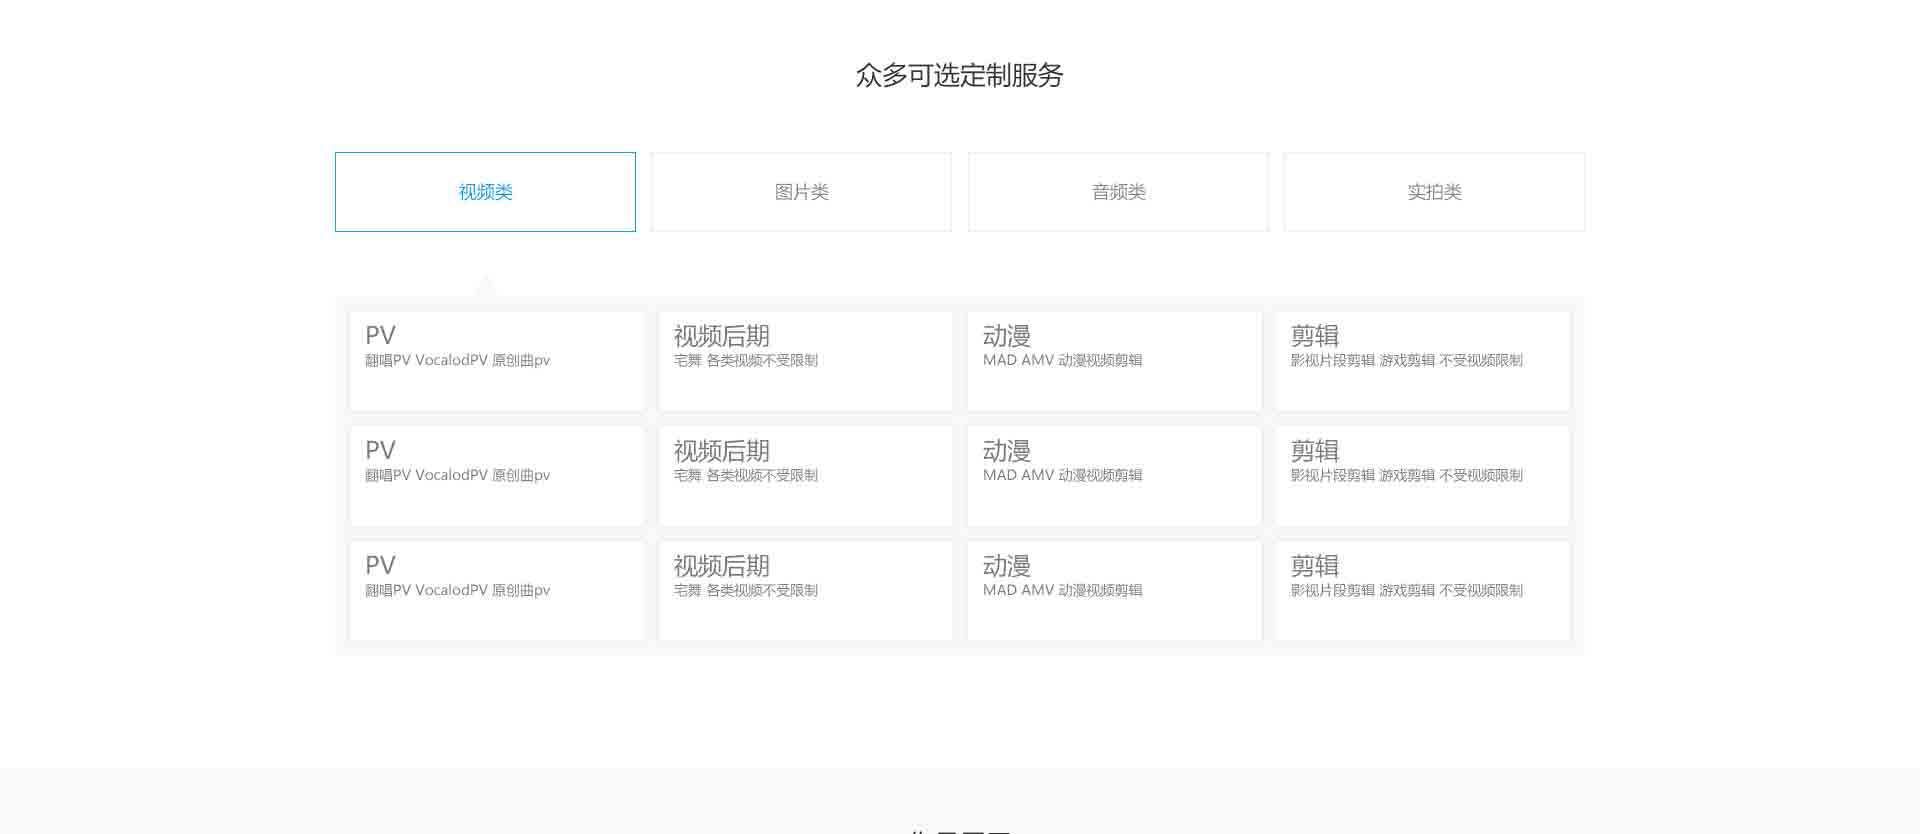 众多可选定制服务
视频类
图片类
音频类
实拍类
PV
翻唱PV VocalodPV 原创曲pv
视频后期
宅舞 各类视频不受限制
动漫
MAD AMV 动漫视频剪辑
剪辑
影视片段剪辑 游戏剪辑 不受视频限制
PV
翻唱PV VocalodPV 原创曲pv
视频后期
宅舞 各类视频不受限制
动漫
MAD AMV 动漫视频剪辑
剪辑
影视片段剪辑 游戏剪辑 不受视频限制
PV
翻唱PV VocalodPV 原创曲pv
视频后期
宅舞 各类视频不受限制
动漫
MAD AMV 动漫视频剪辑
剪辑
影视片段剪辑 游戏剪辑 不受视频限制